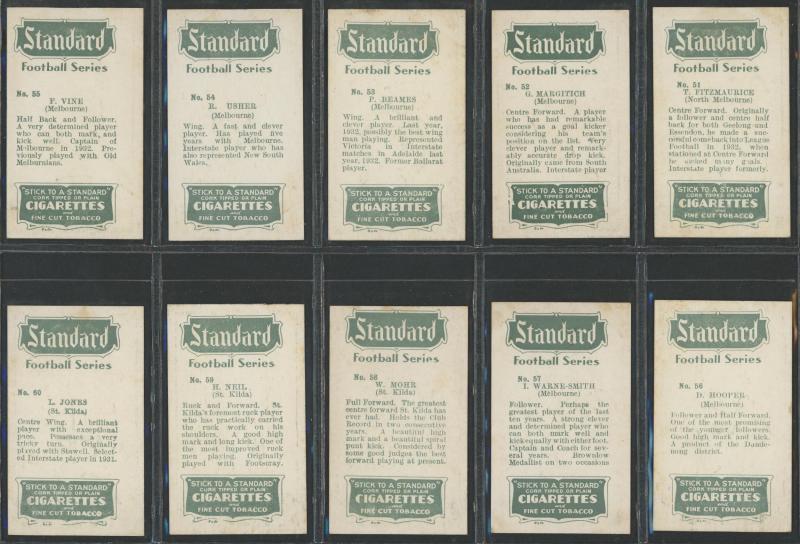 Standard
Football Series
No. 55
F. VINE
(Melbourne)
Half Back and Follower.
A very determined player
who can both mark, and
kick well. Captain of
Melbourne in 1932. Pre-
viously played with Old
Melburnians.
"STICK TO A STANDARD"
CORK TIPPED OR PLAIN
CIGARETTES
and
FINE CUT TOBACCO
Standard
Football Series
No. 54
R. USHER
(Melbourne)
Wing. A fast and clever
player. Has played five
years with Melbourne.
Interstate player who has
also represented New South
Wales.
"STICK TO A STANDARD"
CORK TIPPED OR PLAIN
CIGARETTES
and
FINE CUT TOBACCO
Standard
Football Series
No. 53
P. BEAMES
(Melbourne)
Wing. A brilliant and
clever player. Last year,
1932, possibly the best wing
man playing. Represented
Victoria in Interstate
matches in Adelaide last
year, 1932. Former Ballarat
player.
"STICK TO A STANDARD"
CORK TIPPED OR PLAIN
CIGARETTES
and
FINE CUT TOBACCO
Standard
Football Series
No. 52
G. MARGITICH
(Melbourne)
Centre Forward. A player
who has had remarkable
success as a goal kicker
considering his team's
position on the list. Very
clever player and remark-
ably accurate drop kick.
Originally came from South
Australia. Interstate player
"STICK TO A STANDARD"
CORK TIPPED OR PLAIN
CIGARETTES
and
FINE CUT TOBACCO
Standard
Football Series
No. 51
T. FITZMAURICE
(North Melbourne)
Centre Forward. Originally
a follower and centre half
back for both Geelong and
Essendon, he made a suc-
cessful comeback into League
Football in 1932, when
stationed at Centre Forward
he kicked many goals.
Interstate player formerly.
"STICK TO A STANDARD"
CORK TIPPED OR PLAIN
CIGARETTES
and
FINE CUT TOBACCO
Standard
Football Series
No. 60
L. JONES
(St. Kilda)
Centre Wing. A brilliant
player with exceptional
pace. Possesses a very
tricky turn. Originally
played with Stawell. Select-
ed Interstate player in 1931.
"STICK TO A STANDARD"
CORK TIPPED OR PLAIN
CIGARETTES
and
FINE CUT TOBACCO
Standard
Football Series
No. 59
H. NEIL
(St. Kilda)
Ruck and Forward. St.
Kilda's foremost ruck player
who has practically carried
the ruck work on his
shoulders. A good high
mark and long kick. One of
the most improved ruck
men playing. Originally
played with Footscray.
"STICK TO A STANDARD"
CORK TIPPED OR PLAIN
CIGARETTES
and
FINE CUT TOBACCO
Standard
Football Series
No. 58
W. MOHR
(St. Kilda)
Full Forward. The greatest
centre forward St. Kilda has
ever had. Holds the Club
Record in two consecutive
years. A beautiful high
mark and a beautiful spiral
punt kick. Considered by
some good judges the best
forward playing at present.
"STICK TO A STANDARD"
CORK TIPPED OR PLAIN
CIGARETTES
and
FINE CUT TOBACCO
Standard
Football Series
No. 57
I. WARNE-SMITH
(Melbourne)
Follower. Perhaps the
greatest player of the last
ten years. A strong clever
and determined player who
can both mark well and
kick equally with either foot.
Captain and Coach for sev-
eral years. Brownlow
Medallist on two occasions
"STICK TO A STANDARD"
CORK TIPPED OR PLAIN
CIGARETTES
and
FINE CUT TOBACCO
Standard
Football Series
No. 56
D. HOOPER
(Melbourne)
Follower and Half Forward.
One of the most promising
of the younger followers.
Good high mark and kick.
A product of the Dande-
nong district.
"STICK TO A STANDARD"
CORK TIPPED OR PLAIN
CIGARETTES
and
FINE CUT TOBACCO